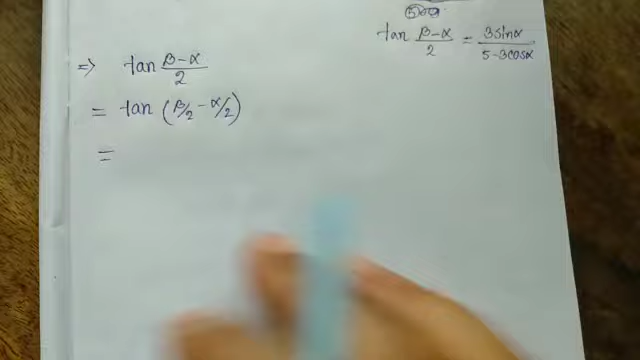 tan β-α/2 = 3sinα/5-3cosα
=> tan β-α/2
= tan (β/2 - α/2)
=